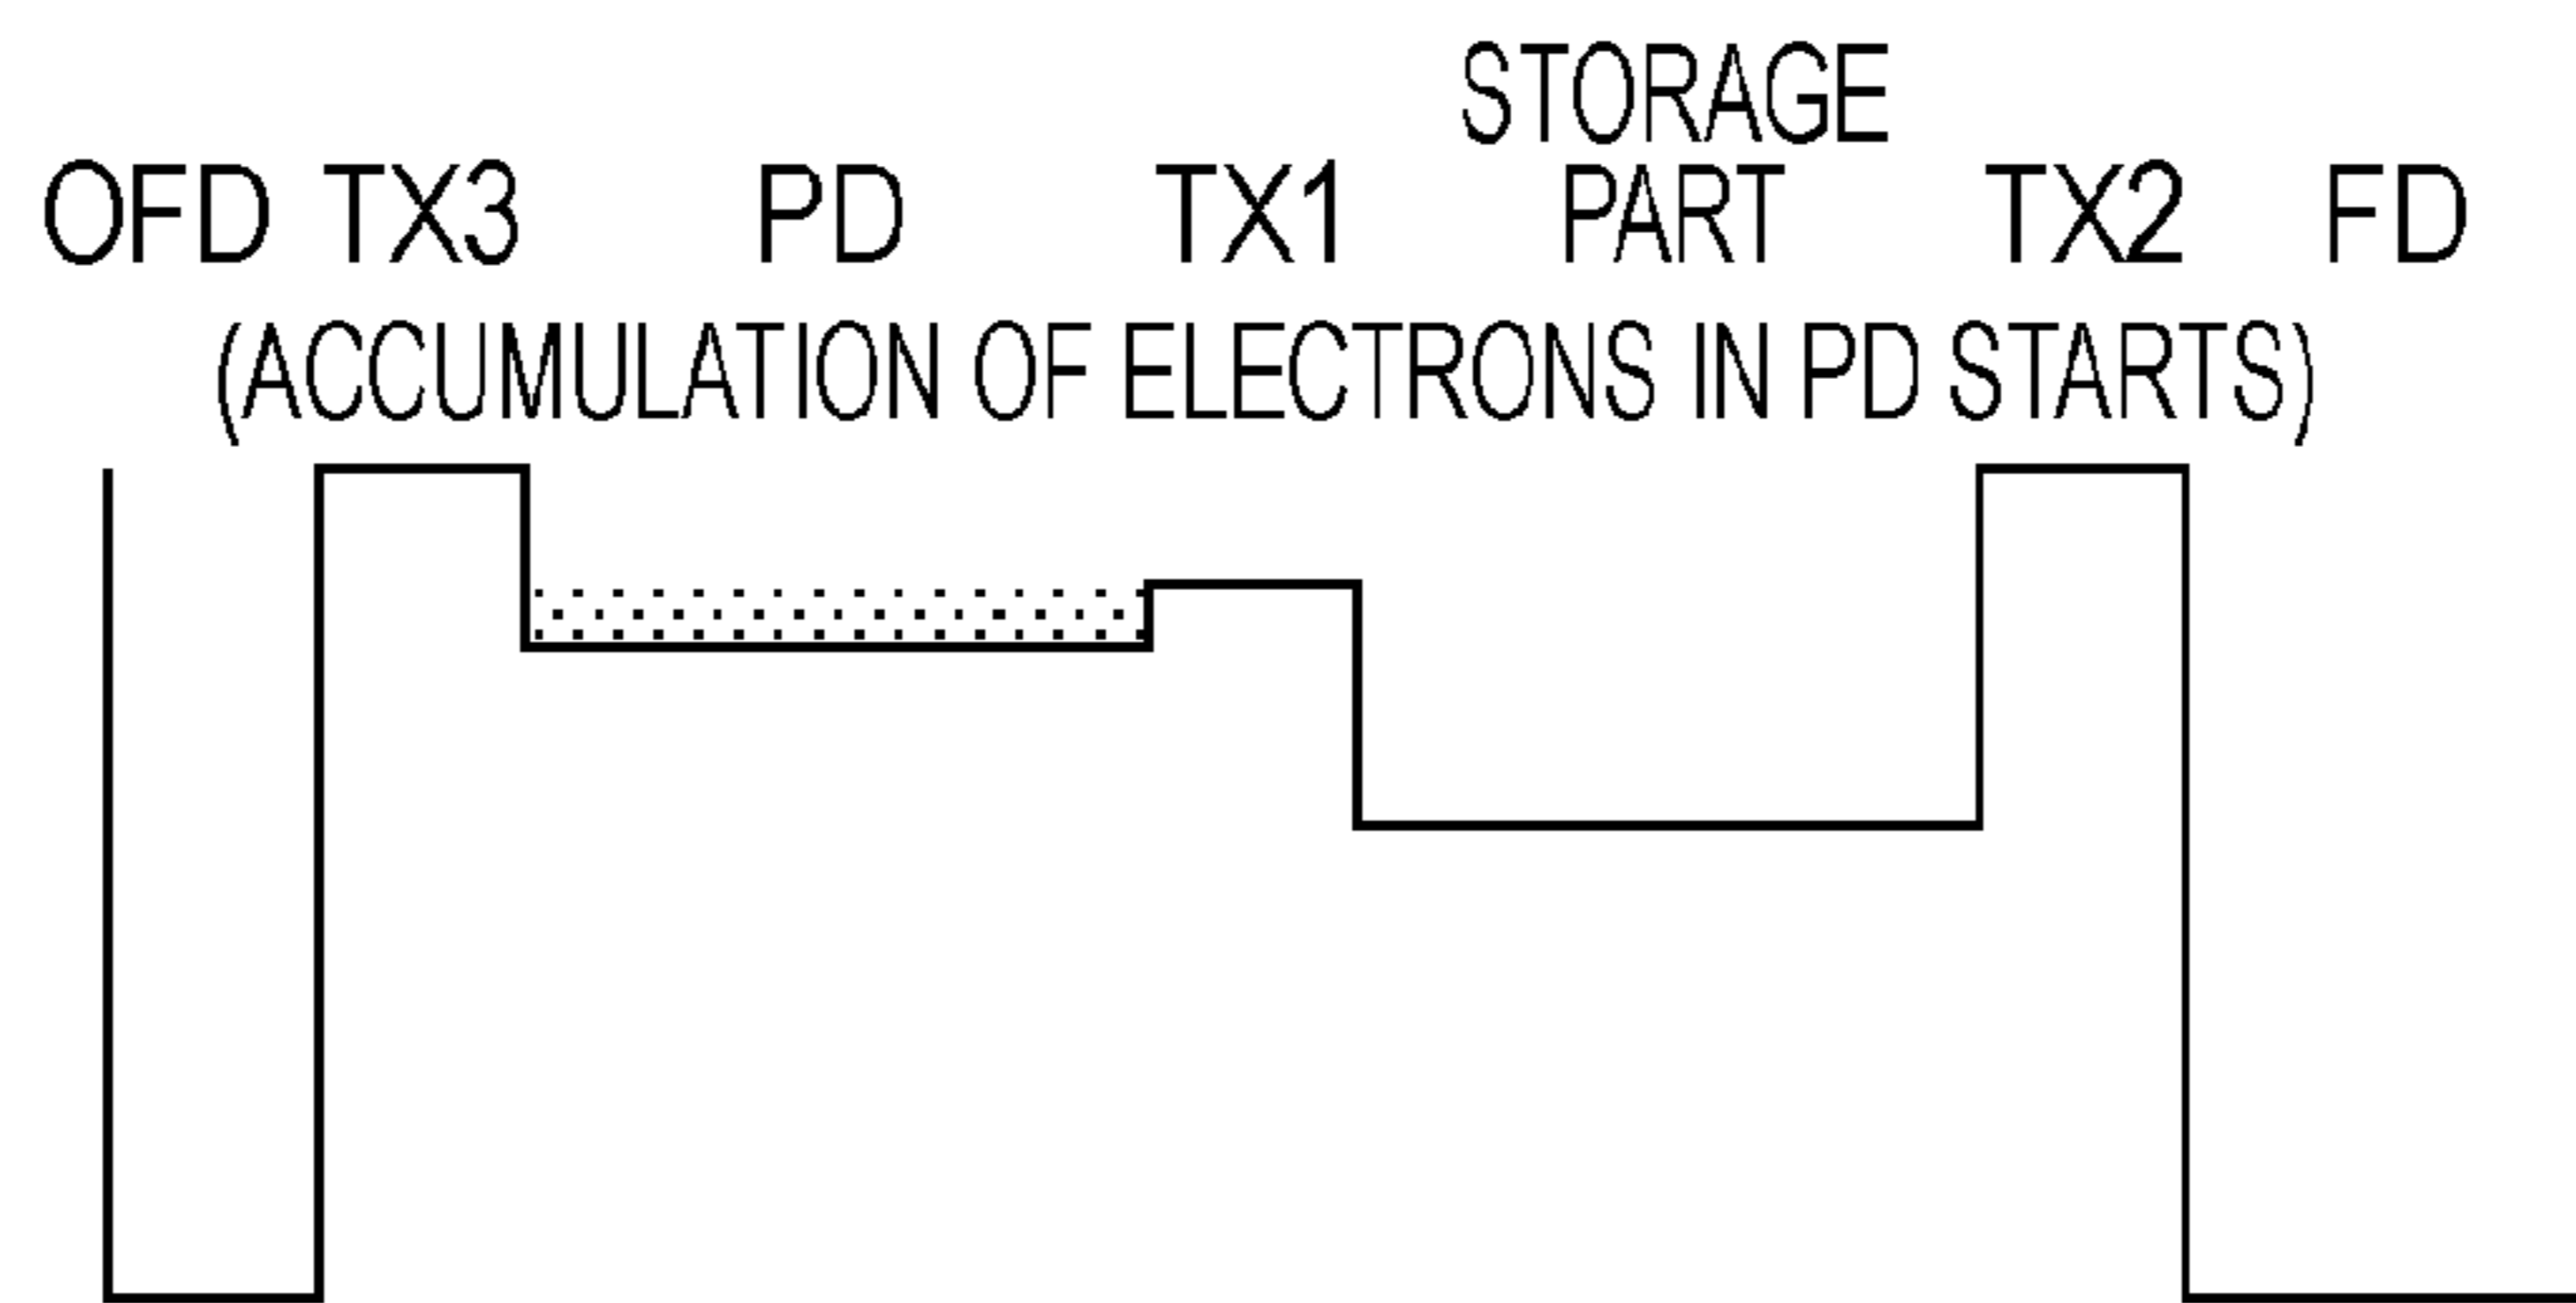 STORAGE
OFD TX3 PD TX1 PART TX2 FD
(ACCUMULATION OF ELECTRONS IN PD STARTS)